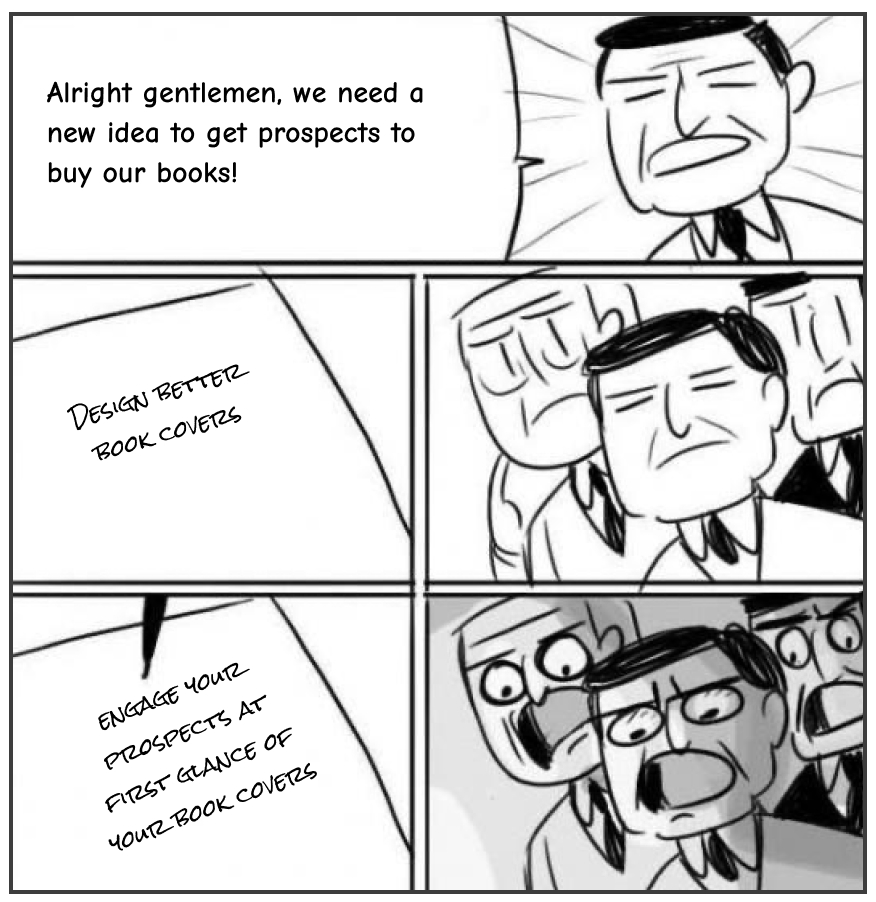 Alright gentlemen, we need a
new idea to get prospects to
buy our books!
DESIGN BETTER
BOOK COVERS
ENGAGE YOUR
PROSPECTS AT
FIRST GLANCE OF
YOUR BOOK COVERS